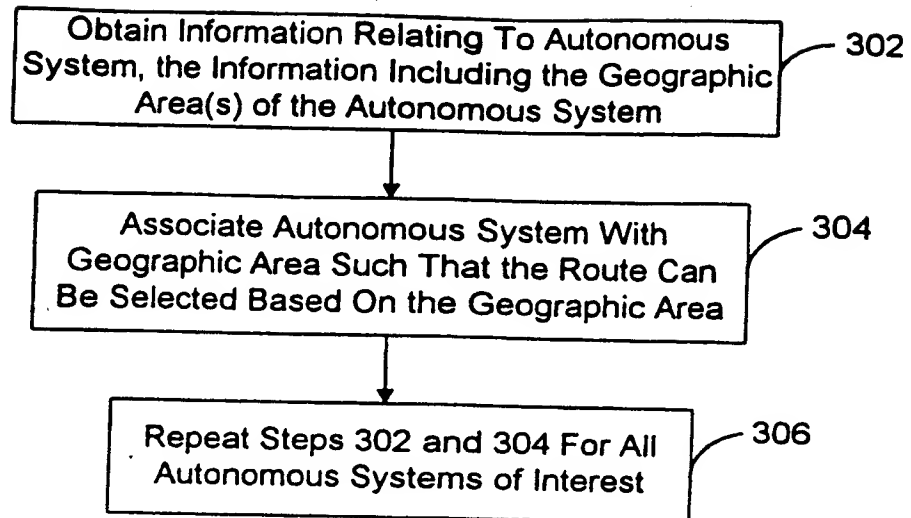 Obtain Information Relating To Autonomous
System, the Information Including the Geographic
Area(s) of the Autonomous System
302
Associate Autonomous System With
Geographic Area Such That the Route Can
Be Selected Based On the Geographic Area
304
Repeat Steps 302 and 304 For All
Autonomous Systems of Interest
306